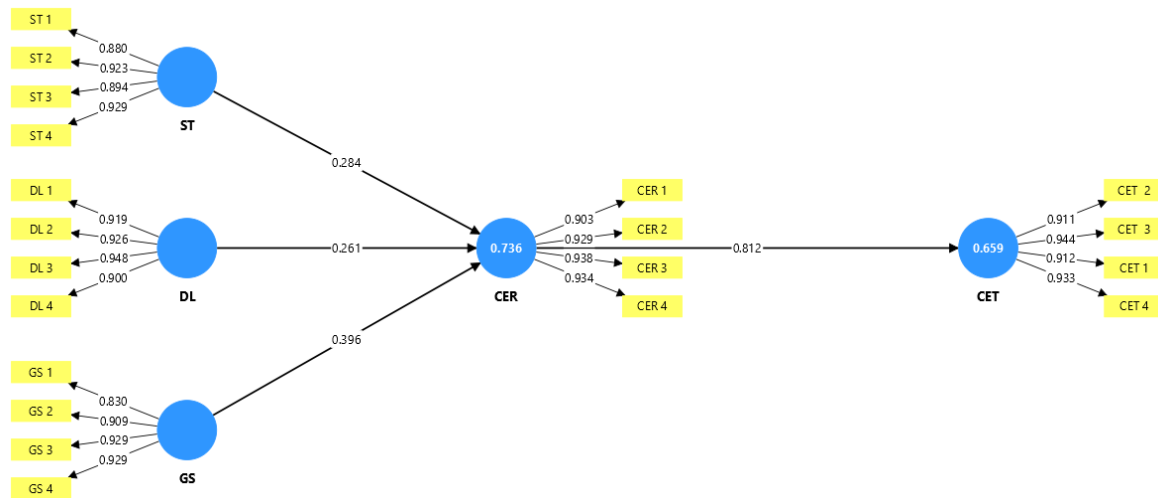 ST 1
ST 2
ST 3
ST 4
0.880
0.923
0.894
0.929
ST
0.284
DL 1
DL 2
DL 3
DL 4
0.919
0.926
0.948
0.900
DL
0.261
GS 1
GS 2
GS 3
GS 4
0.830
0.909
0.929
0.929
GS
0.396
0.736
CER
0.903
0.929
0.938
0.934
CER 1
CER 2
CER 3
CER 4
0.812
0.659
CET
0.911
0.944
0.912
0.933
CET 2
CET 3
CET 1
CET 4